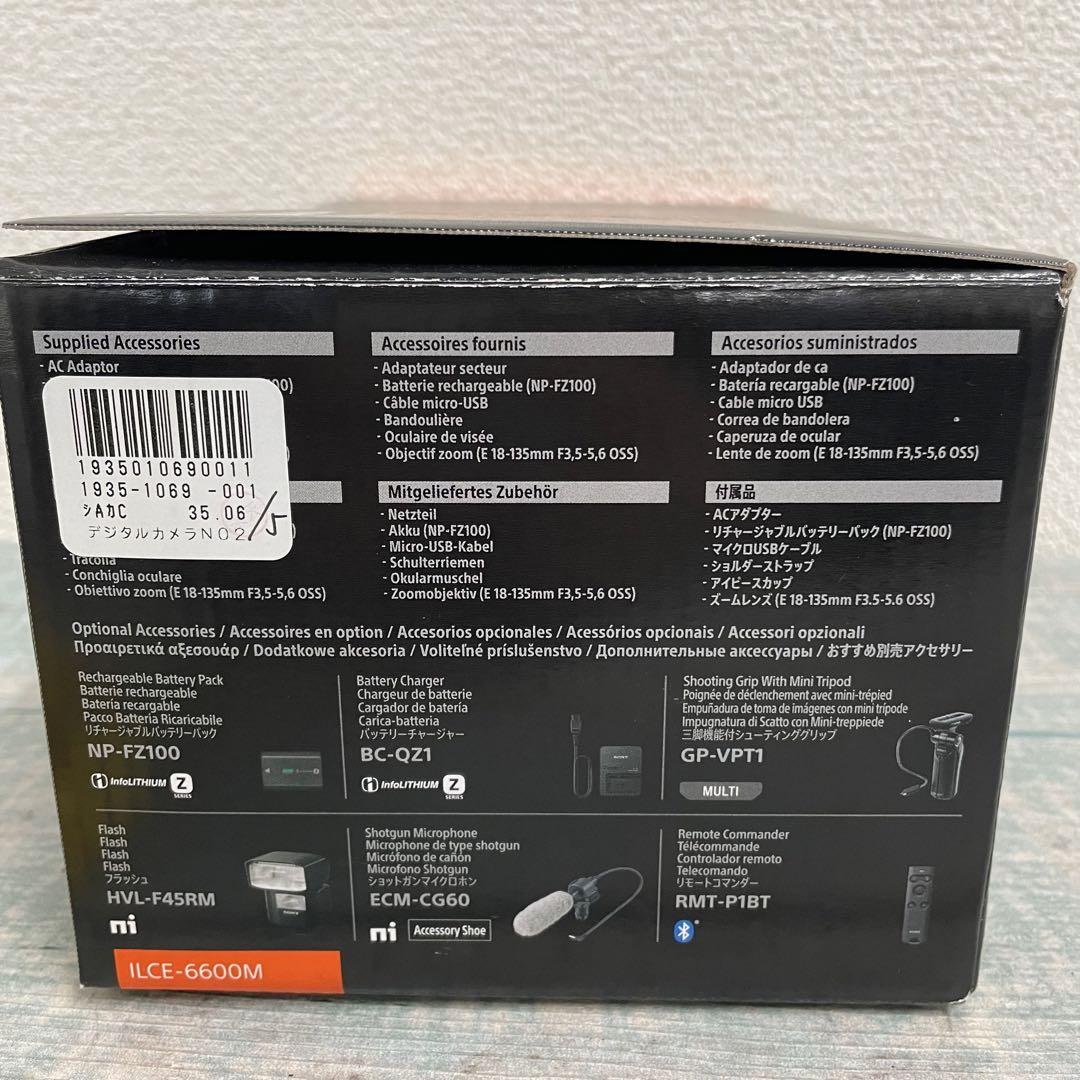 Supplied Accessories
- AC Adaptor
00)
1935010690011
1935-1069 -001
シAカC 35.06
デジタルカメラNO2 /5
Tracolla
- Conchiglia oculare
- Obiettivo zoom (E 18-135mm F3,5-5,6 OSS)
Accessoires fournis
- Adaptateur secteur
- Batterie rechargeable (NP-FZ100)
- Câble micro-USB
- Bandoulière
- Oculaire de visée
- Objectif zoom (E 18-135mm F3,5-5,6 OSS)
Accesorios suministrados
- Adaptador de ca
- Batería recargable (NP-FZ100)
- Cable micro USB
- Correa de bandolera
- Caperuza de ocular
- Lente de zoom (E 18-135mm F3,5-5,6 OSS)
Mitgeliefertes Zubehör
- Netzteil
- Akku (NP-FZ100)
- Micro-USB-Kabel
- Schulterriemen
- Okularmuschel
- Zoomobjektiv (E 18-135mm F3,5-5,6 OSS)
付属品
- ACアダプター
- リチャージャブルバッテリーパック (NP-FZ100)
- マイクロUSBケーブル
- ショルダーストラップ
- アイピースカップ
- ズームレンズ (E 18-135mm F3.5-5.6 OSS)
Optional Accessories / Accessoires en option / Accesorios opcionales / Acessórios opcionais / Accessori opzionali
Προαιρετικά αξεσουάρ / Dodatkowe akcesoria / Voliteľné príslušenstvo / Дополнительные аксессуары / おすすめ別売アクセサリー
Rechargeable Battery Pack
Batterie rechargeable
Batería recargable
Pacco Batteria Ricaricabile
リチャージャブルバッテリーパック
NP-FZ100
InfoLITHIUM Z
SERIES
Battery Charger
Chargeur de batterie
Cargador de batería
Carica-batteria
バッテリーチャージャー
BC-QZ1
InfoLITHIUM Z
SERIES
SONY
Shooting Grip With Mini Tripod
Poignée de déclenchement avec mini-trépied
Empuñadura de toma de imágenes con mini trípode
Impugnatura di Scatto con Mini-treppiede
三脚機能付シューティンググリップ
GP-VPT1
MULTI
Flash
Flash
Flash
Flash
フラッシュ
HVL-F45RM
SONY
Shotgun Microphone
Microphone de type shotgun
Micrófono de cañón
Microfono Shotgun
ショットガンマイクロホン
ECM-CG60
Accessory Shoe
Remote Commander
Télécommande
Controlador remoto
Telecomando
リモートコマンダー
RMT-P1BT
ILCE-6600M